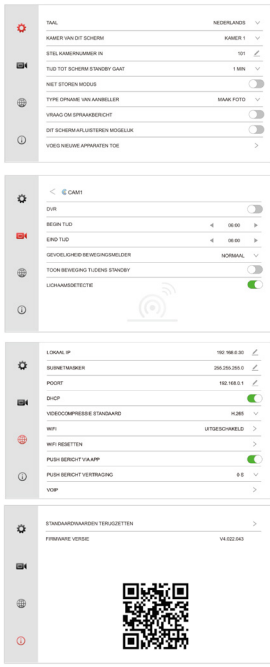 TAAL NEDERLANDS
KAMER VAN DIT SCHERM KAMER 1
STEL KAMERNUMMER IN 101
TIJD TOT SCHERM STANDBY GAAT 1 MIN
NIET STOREN MODUS
TYPE OPNAME VAN AANBELLER MAAK FOTO
VRAAG OM SPRAAKBERICHT
DIT SCHERM AFLUISTEREN MOGELIJK
VOEG NIEUWE APPARATEN TOE
CAM1
DVR
BEGIN TIJD 00:00
EIND TIJD 00:00
GEVOELIGHEID BEWEGINGSMELDER NORMAAL
TOON BEWEGING TIJDENS STANDBY
LICHAAMSDETECTIE
LOKAAL IP 192.168.0.30
SUBNETMASKER 255.255.255.0
POORT 192.168.0.1
DHCP
VIDEOCOMPRESSIE STANDAARD H.265
WIFI UITGESCHAKELD
WIFI RESETTEN
PUSH BERICHT VIA APP
PUSH BERICHT VERTRAGING 0 S
VOIP
STANDAARDWAARDEN TERUGZETTEN
FIRMWARE VERSIE V4.022.043